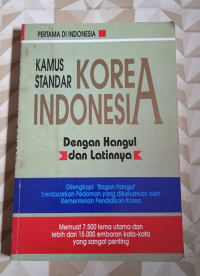 PERTAMA DI INDONESIA
KAMUS
STANDAR KOREA
INDONESIA
Dengan Hangul
dan Latinnya
Dilengkapi "Bagan Hangul"
berdasarkan Pedoman yang dikeluarkan oleh
Kementerian Pendidikan Korea
Memuat 7.500 lema utama dan
lebih dari 15.000 embaran kata-kata
yang sangat penting